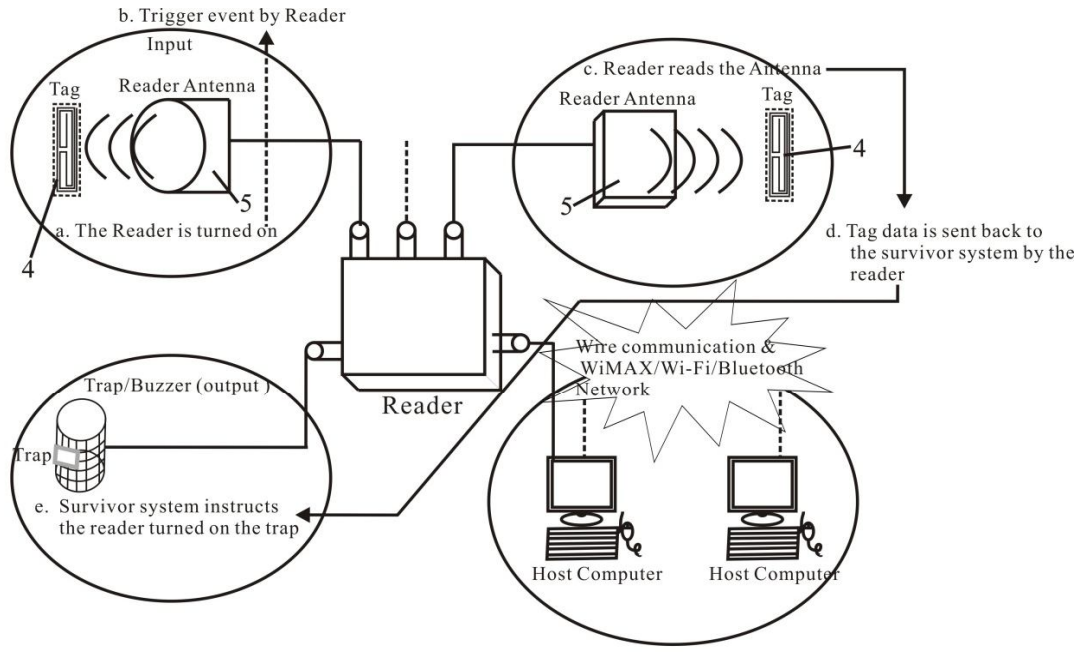 b. Trigger event by Reader
Input
Tag
Reader Antenna
5
a. The Reader is turned on
4
c. Reader reads the Antenna
Reader Antenna
Tag
4
5
d. Tag data is sent back to
the survivor system by the
reader
Reader
Wire communication &
WiMAX/Wi-Fi/Bluetooth
Network
Trap/Buzzer (output )
Trap
e. Survivor system instructs
the reader turned on the trap
Host Computer
Host Computer